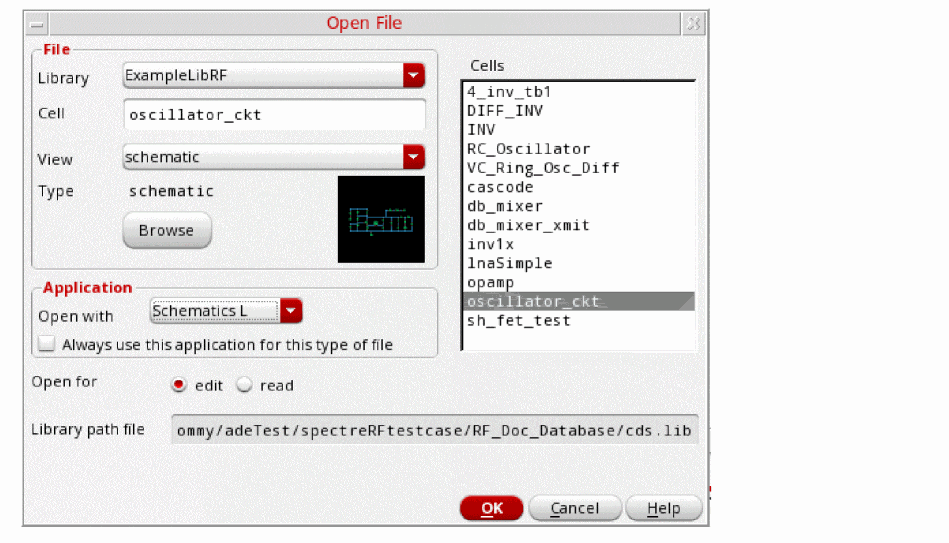 Open File
File
Library ExampleLibRF
Cell oscillator_ckt
View schematic
Type schematic
Browse
Cells
4_inv_tb1
DIFF_INV
INV
RC_Oscillator
VC_Ring_Osc_Diff
cascode
db_mixer
db_mixer_xmit
inv1x
lnaSimple
opamp
oscillator_ckt
sh_fet_test
Application
Open with Schematics L
Always use this application for this type of file
Open for edit read
Library path file ommy/adeTest/spectreRFtestcase/RF_Doc_Database/cds.lib
OK Cancel Help